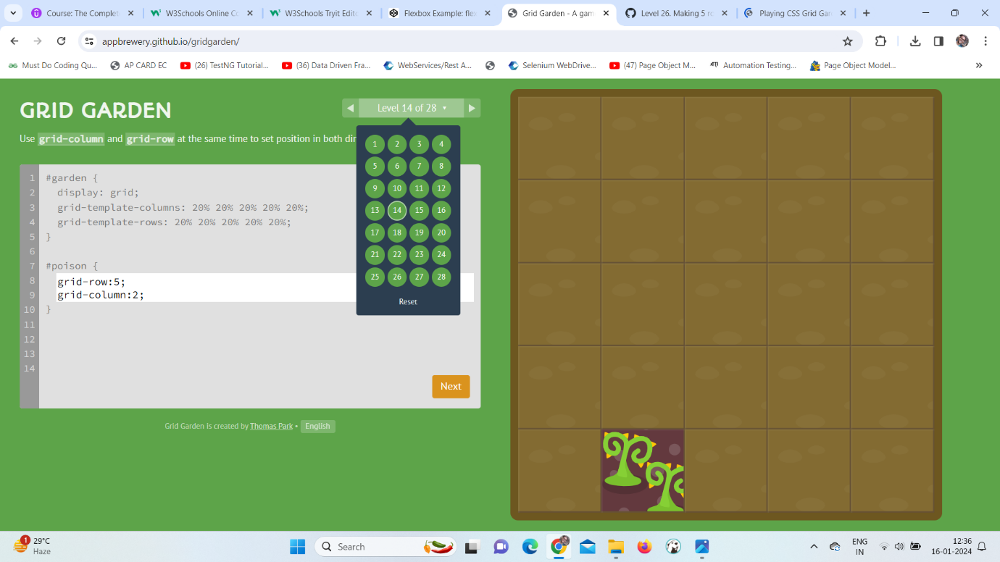 Course: The Complet
W3Schools Online Co
W3Schools Tryit Edito
Flexbox Example: flex
Grid Garden - A gam
Level 26. Making 5 ro
Playing CSS Grid Gar
appbrewery.github.io/gridgarden/
Must Do Coding Qu...
AP CARD EC
(26) TestNG Tutorial...
(36) Data Driven Fra...
WebServices/Rest A...
Selenium WebDrive...
(47) Page Object M...
Automation Testing...
Page Object Model...
GRID GARDEN
Level 14 of 28
Use grid-column and grid-row at the same time to set position in both dir
1 2 3 4
5 6 7 8
9 10 11 12
13 14 15 16
17 18 19 20
21 22 23 24
25 26 27 28
Reset
1 #garden {
2 display: grid;
3 grid-template-columns: 20% 20% 20% 20% 20%;
4 grid-template-rows: 20% 20% 20% 20% 20%;
5 }
6
7 #poison {
8 grid-row:5;
9 grid-column:2;
10 }
11
12
13
14
Next
Grid Garden is created by Thomas Park • English
1
29°C
Haze
Search
ENG
IN
12:36
16-01-2024